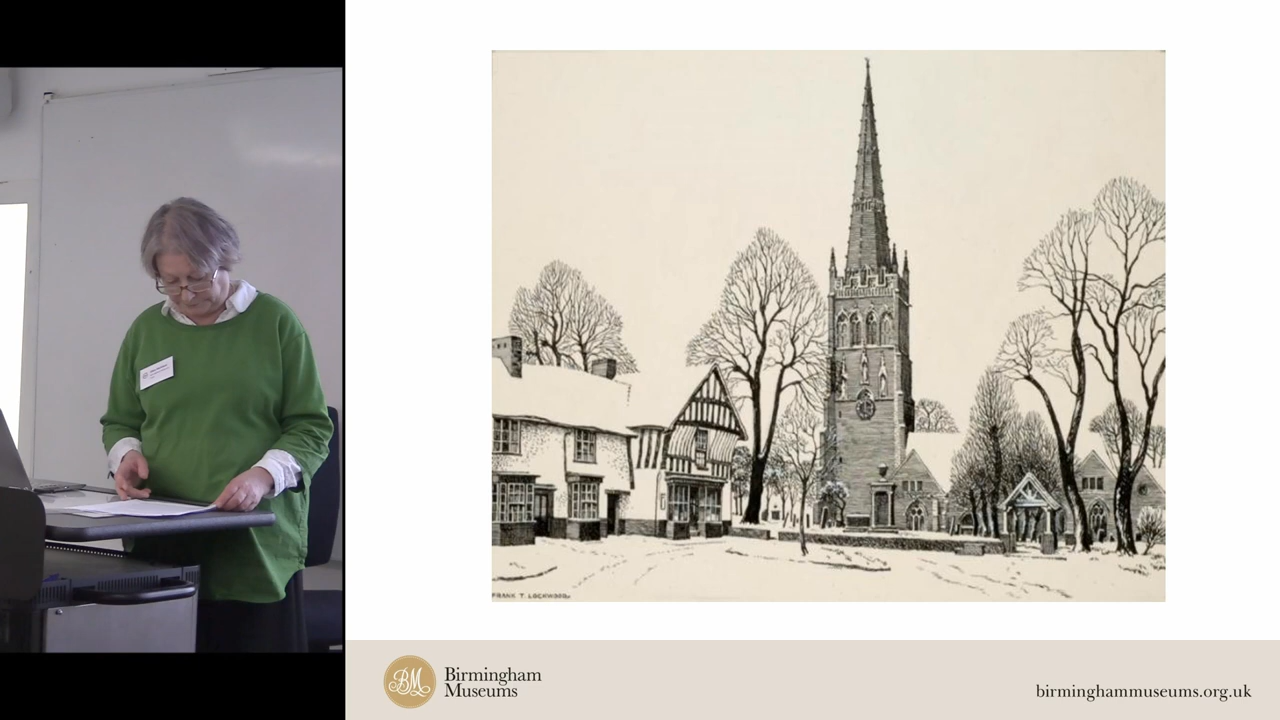 FRANK T. LOCKWOOD.
BM
Birmingham
Museums
birminghammuseums.org.uk